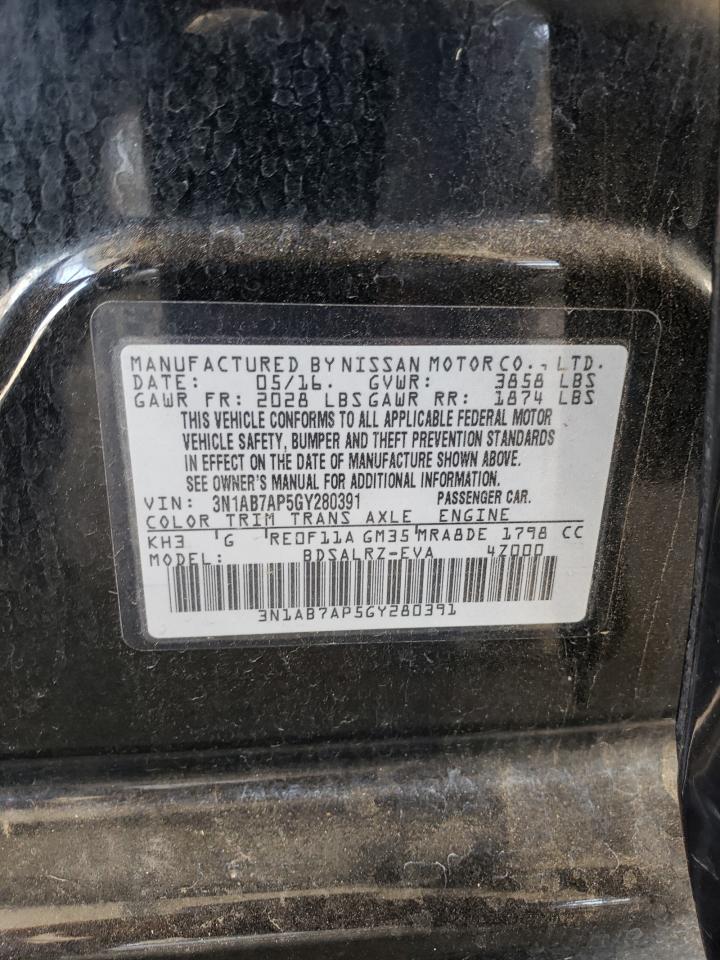 MANUFACTURED BY NISSAN MOTOR CO., LTD.
DATE: 05/16. GVWR: 3858 LBS
GAWR FR: 2028 LBS GAWR RR: 1874 LBS
THIS VEHICLE CONFORMS TO ALL APPLICABLE FEDERAL MOTOR
VEHICLE SAFETY, BUMPER AND THEFT PREVENTION STANDARDS
IN EFFECT ON THE DATE OF MANUFACTURE SHOWN ABOVE.
SEE OWNER'S MANUAL FOR ADDITIONAL INFORMATION.
VIN: 3N1AB7AP5GY280391 PASSENGER CAR.
COLOR TRIM TRANS AXLE ENGINE
KH3 G RE0F11A GM35 MRA8DE 1798 CC
MODEL: BDSALRZ-EVA 4Z000
3N1AB7AP5GY280391